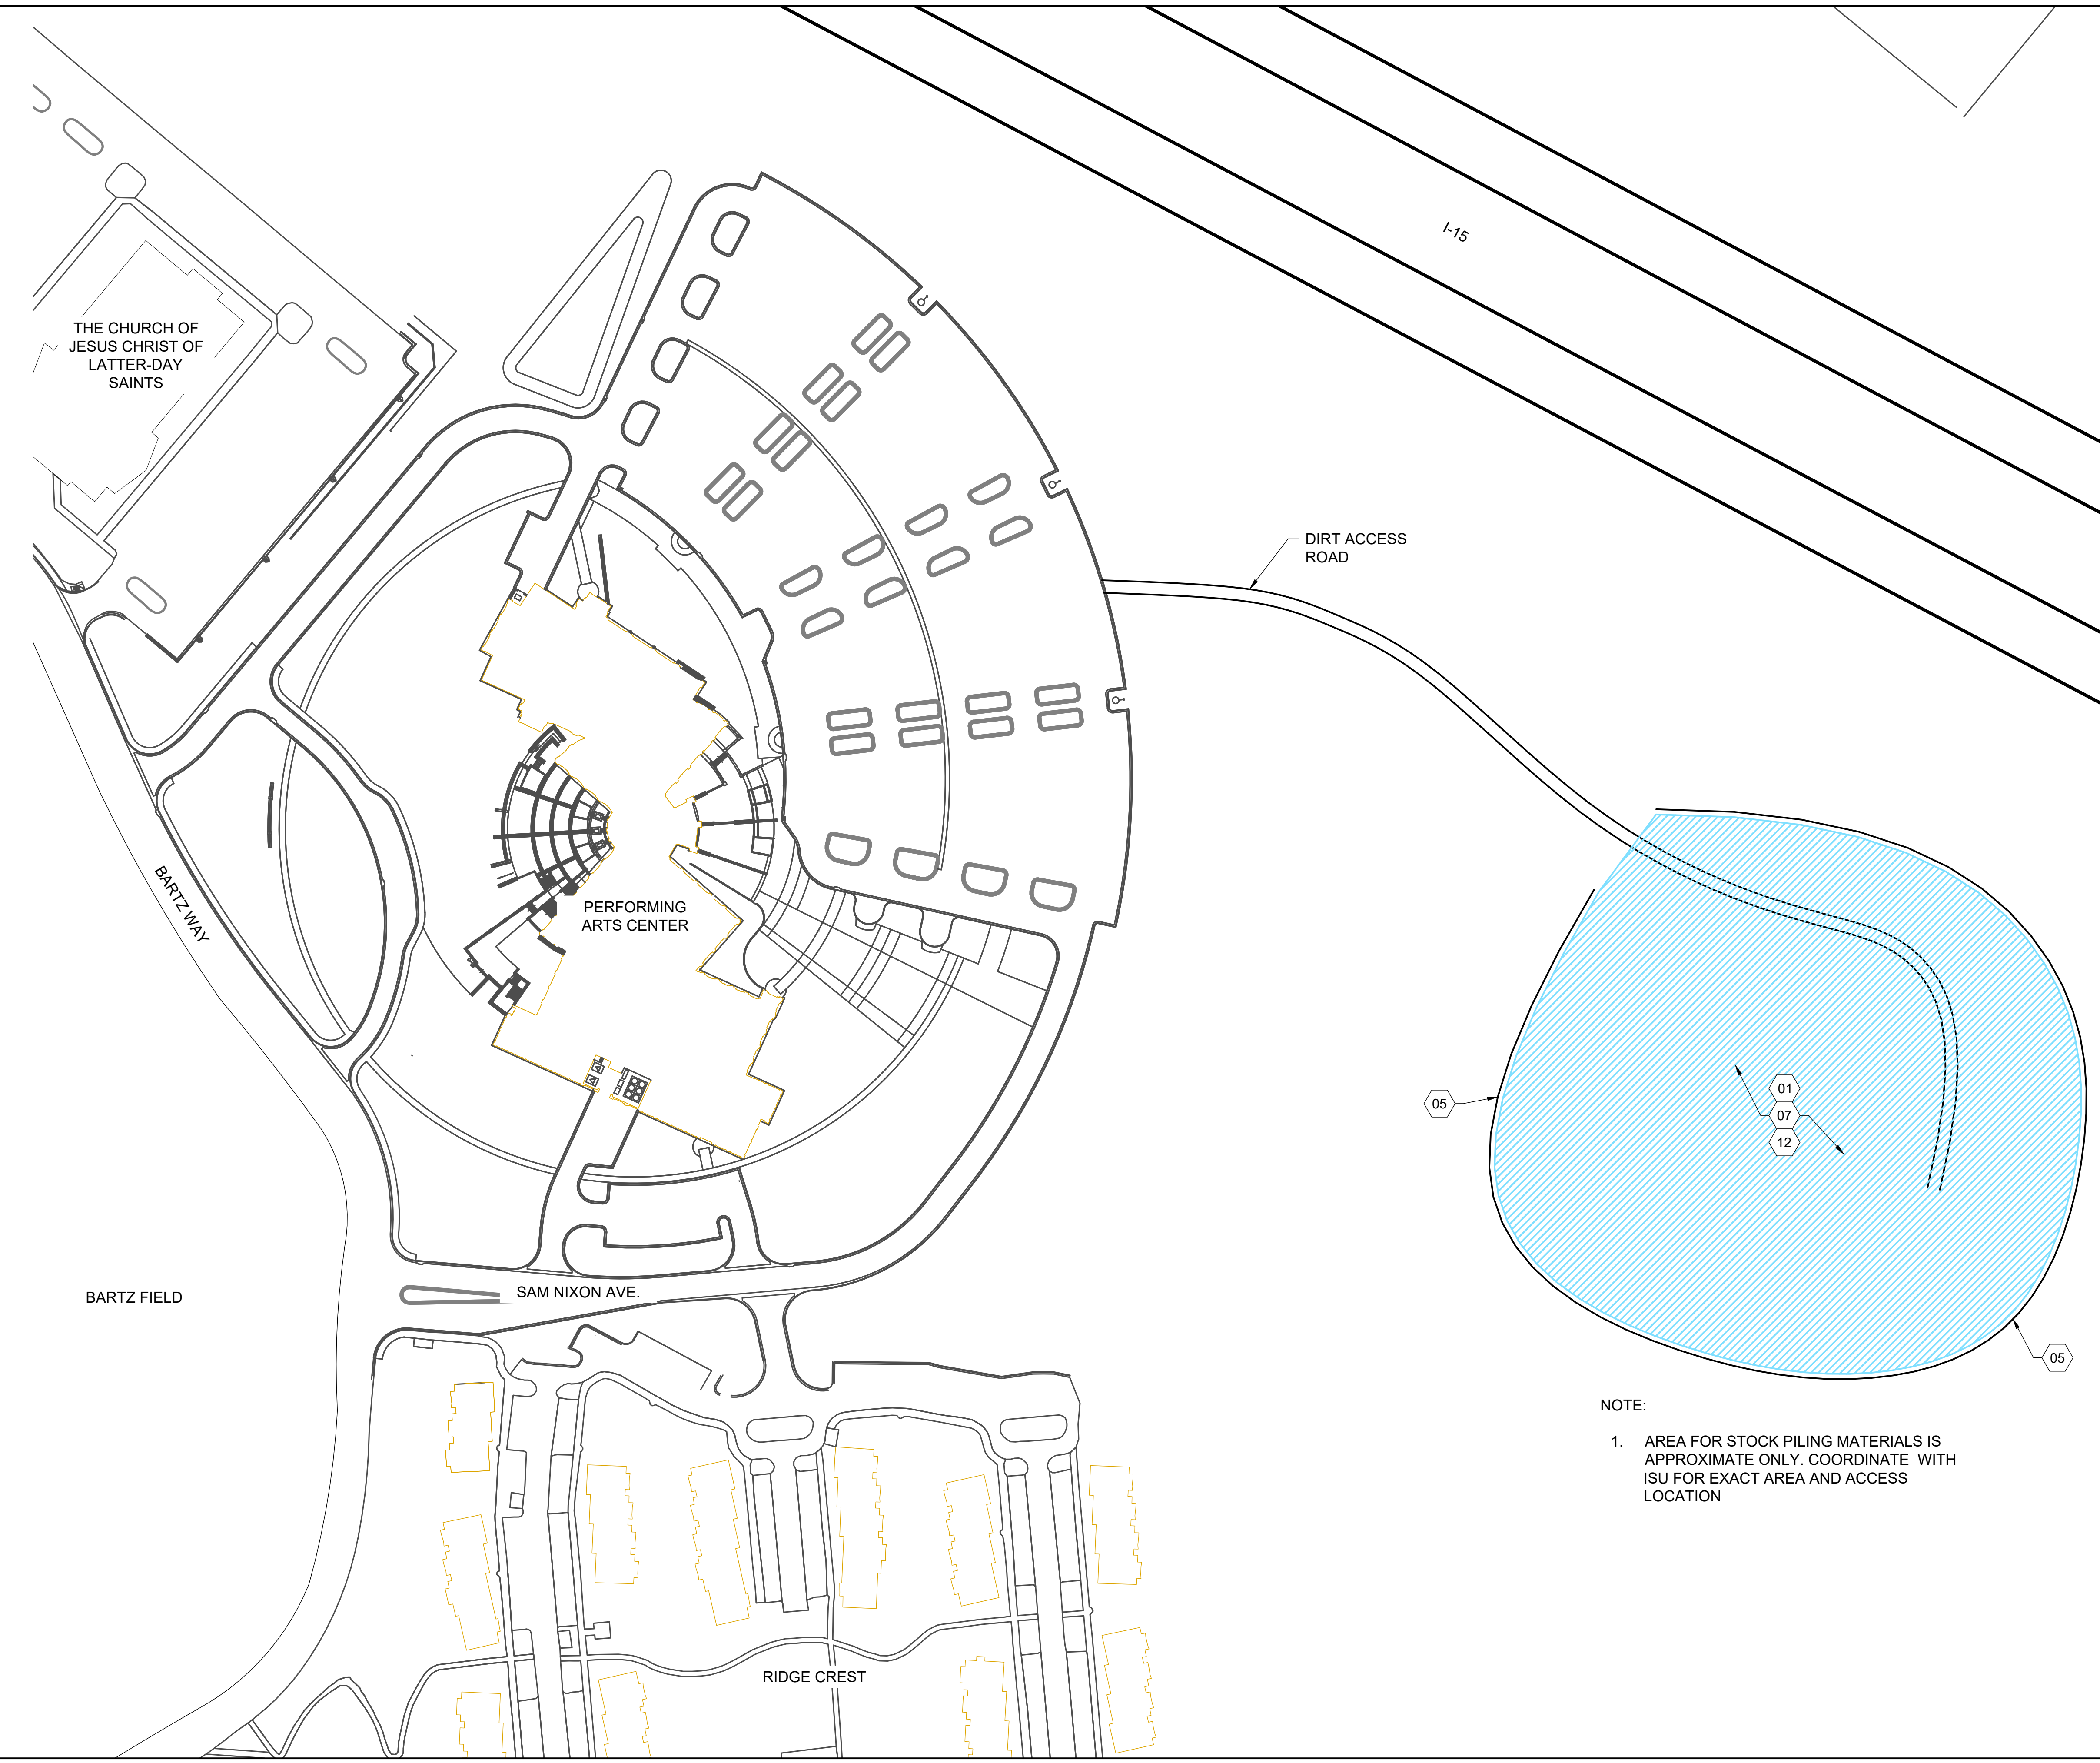 I-15
THE CHURCH OF
JESUS CHRIST OF
LATTER-DAY
SAINTS
DIRT ACCESS
ROAD
BARTZ WAY
PERFORMING
ARTS CENTER
01
05
07
12
BARTZ FIELD
SAM NIXON AVE.
05
NOTE:
1. AREA FOR STOCK PILING MATERIALS IS
APPROXIMATE ONLY. COORDINATE WITH
ISU FOR EXACT AREA AND ACCESS
LOCATION
RIDGE CREST